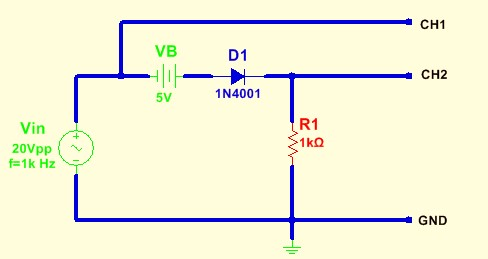 CH1
VB
D1
CH2
5V
1N4001
Vin
20Vpp
f=1k Hz
R1
1kΩ
GND